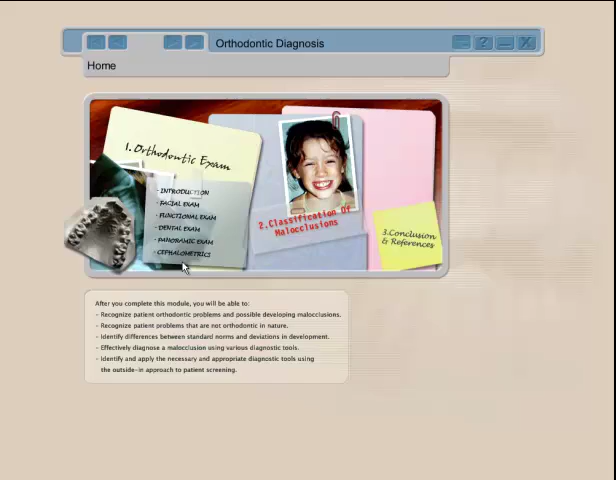 Orthodontic Diagnosis
?
X
Home
1. Orthodontic Exam
- INTRODUCTION
- FACIAL EXAM
- FUNCTIONAL EXAM
- DENTAL EXAM
- PANORAMIC EXAM
- CEPHALOMETRICS
2.Classification Of
Malocclusions
3.Conclusion
& References
After you complete this module, you will be able to:
- Recognize patient orthodontic problems and possible developing malocclusions.
- Recognize patient problems that are not orthodontic in nature.
- Identify differences between standard norms and deviations in development.
- Effectively diagnose a malocclusion using various diagnostic tools.
- Identify and apply the necessary and appropriate diagnostic tools using
the outside-in approach to patient screening.